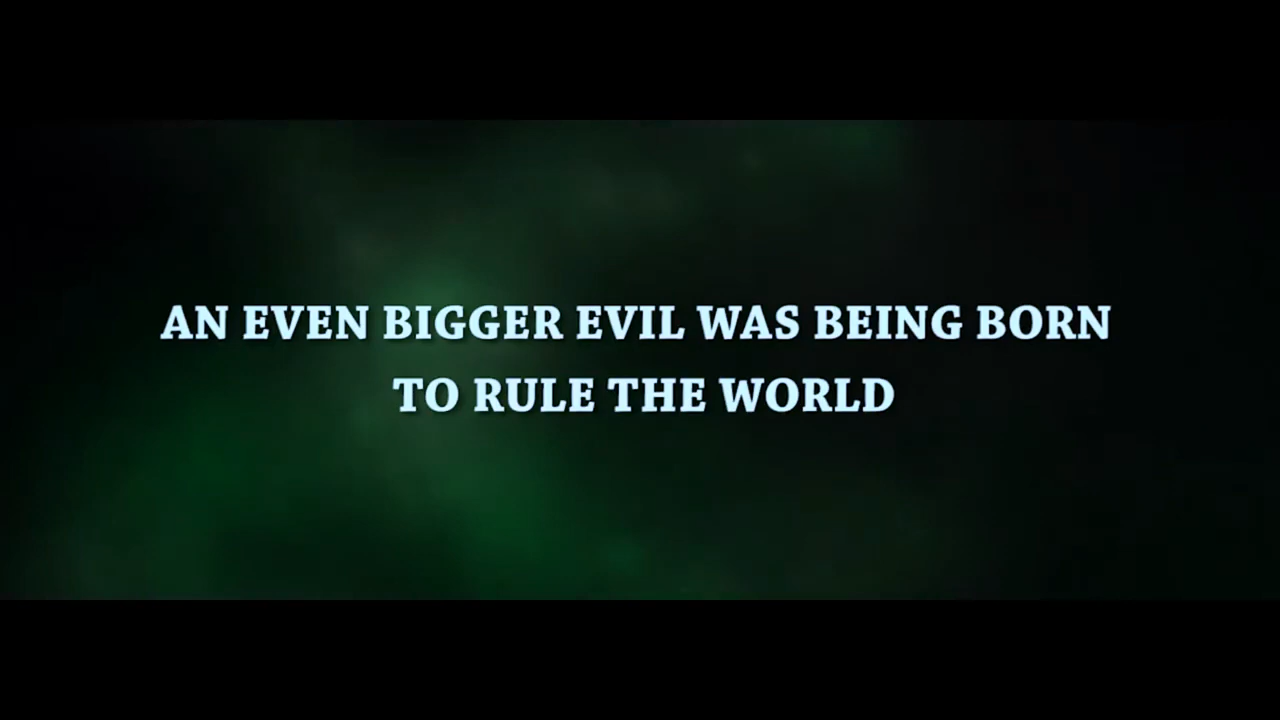 AN EVEN BIGGER EVIL WAS BEING BORN
TO RULE THE WORLD